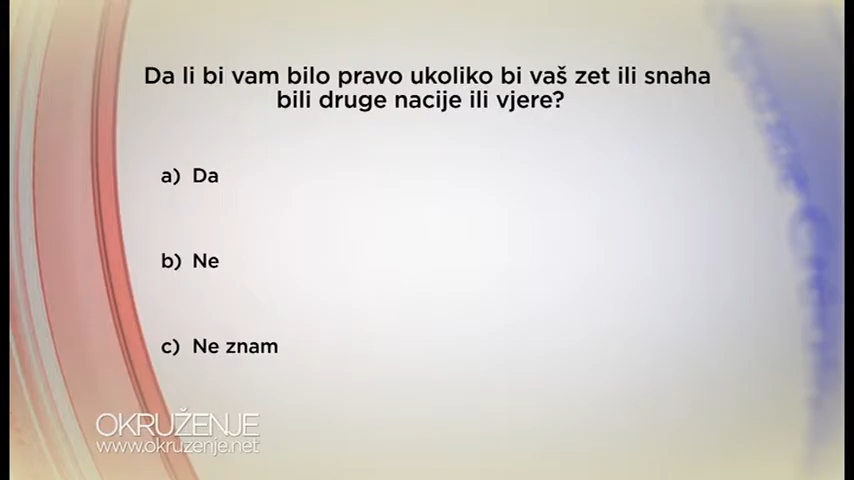 Da li bi vam bilo pravo ukoliko bi vaš zet ili snaha
bili druge nacije ili vjere?
a) Da
b) Ne
c) Ne znam
OKRUŽENJE
www.okruzenje.net